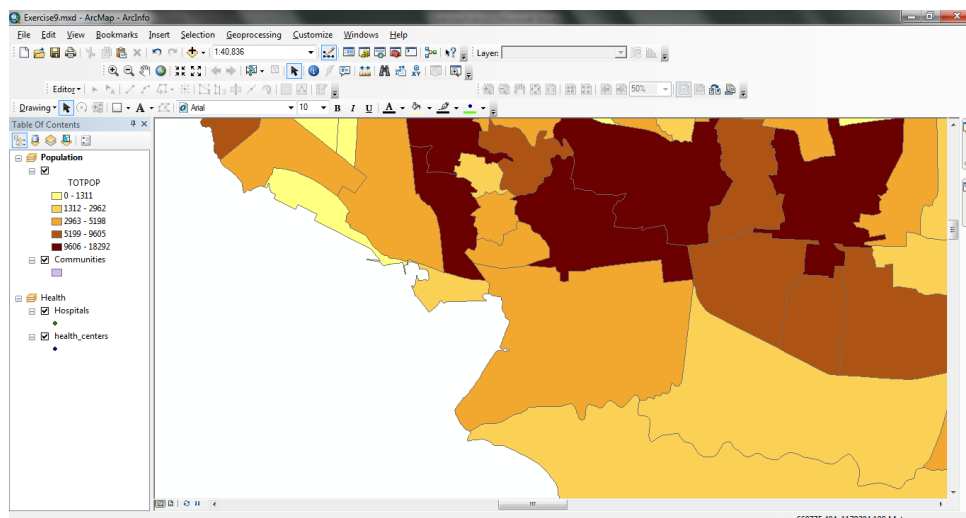 Exercise9.mxd - ArcMap - ArcInfo
File Edit View Bookmarks Insert Selection Geoprocessing Customize Windows Help
1:40.836 Layer:
Editor 50%
Drawing A Arial 10 B I U A
Table Of Contents
Population
TOTPOP
0 - 1311
1312 - 2962
2963 - 5198
5199 - 9605
9606 - 18292
Communities
Health
Hospitals
health_centers